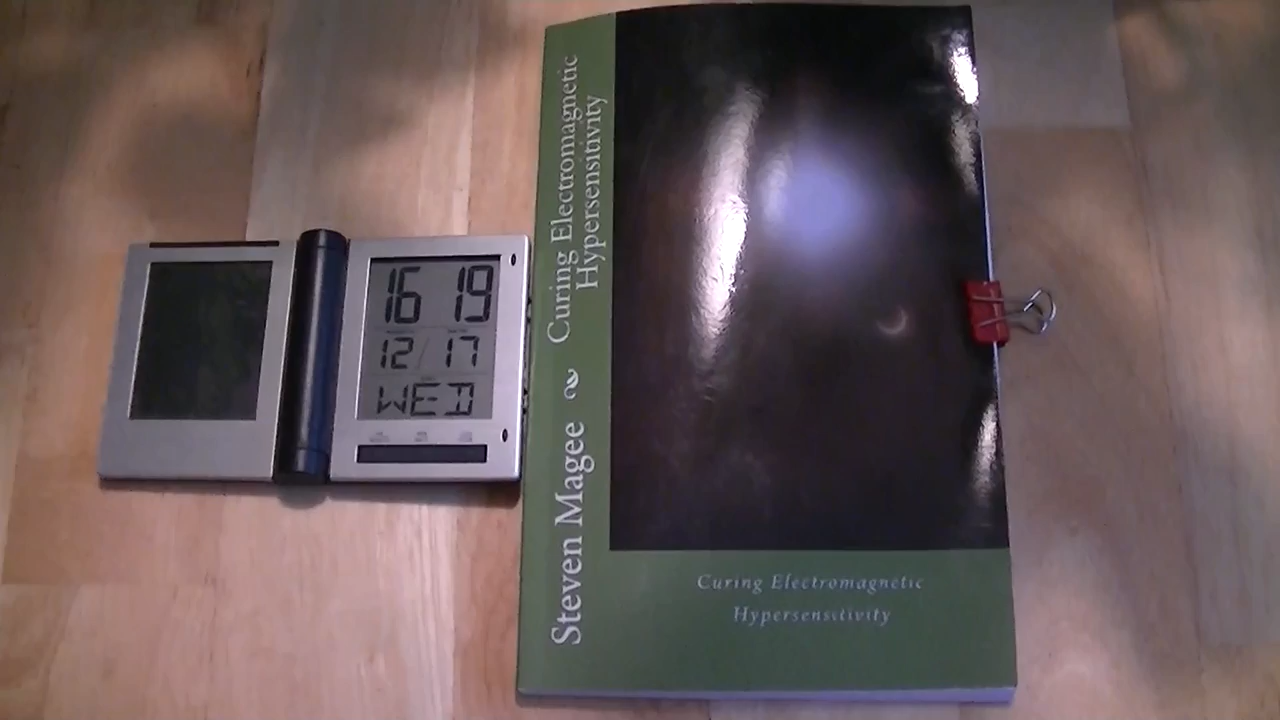 16 19
12/17
WED
Steven Magee Curing Electromagnetic
Hypersensitivity
Curing Electromagnetic
Hypersensitivity